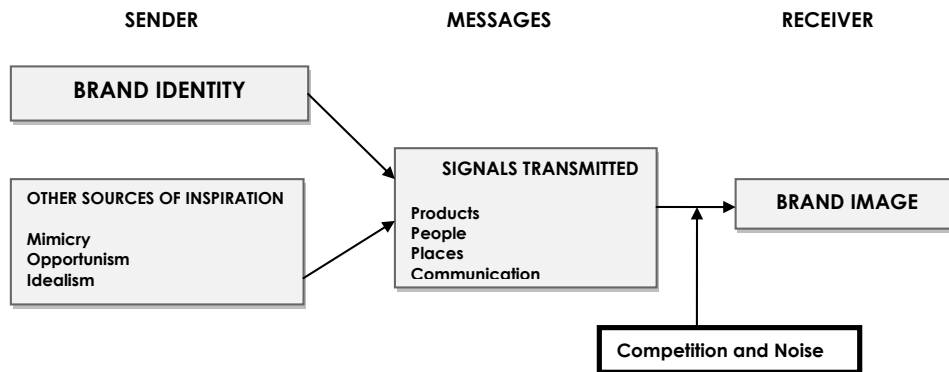 SENDER
MESSAGES
RECEIVER
BRAND IDENTITY
OTHER SOURCES OF INSPIRATION
Mimicry
Opportunism
Idealism
SIGNALS TRANSMITTED
Products
People
Places
Communication
BRAND IMAGE
Competition and Noise